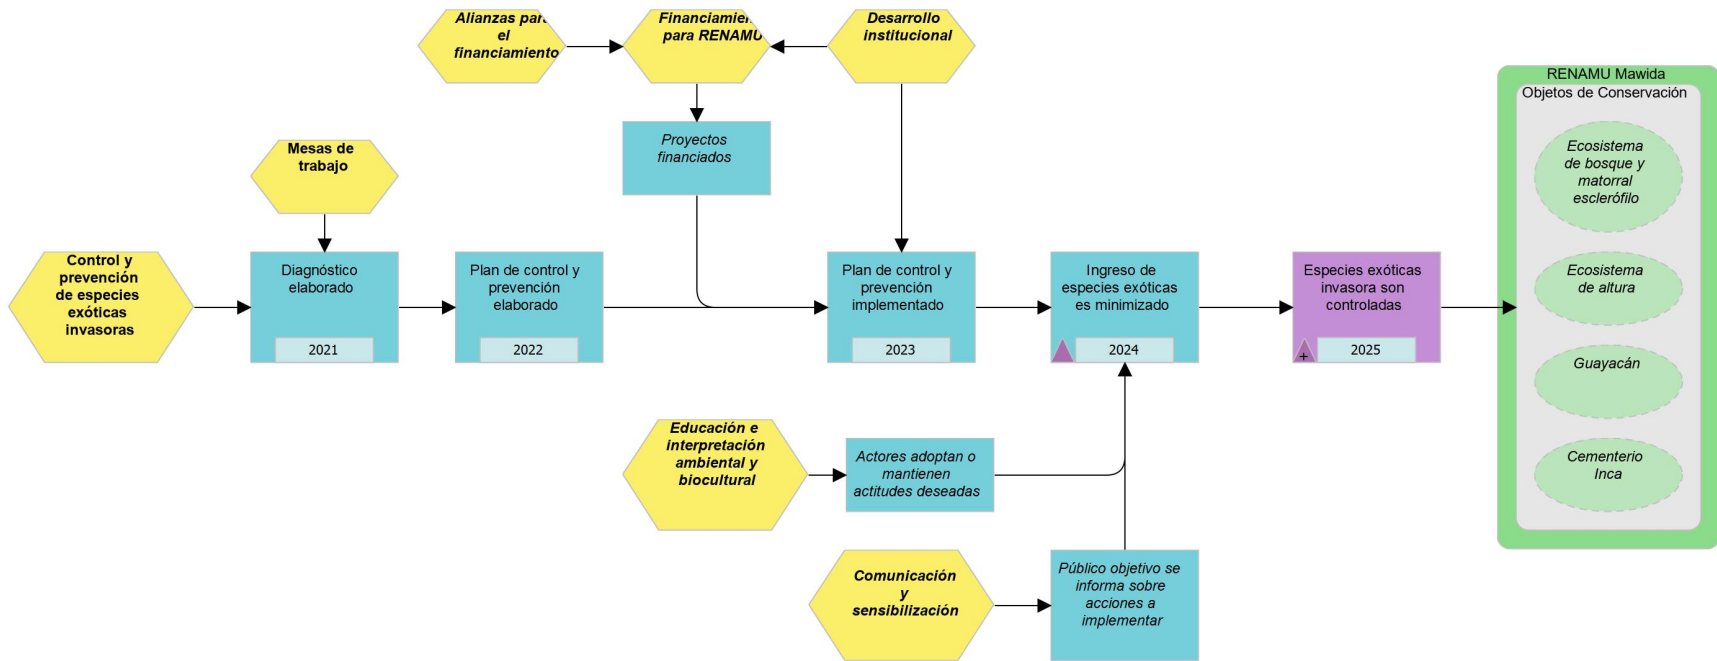 Alianzas para
el
financiamiento
Financiamien
para RENAMU
Desarrollo
institucional
RENAMU Mawida
Objetos de Conservación
Proyectos
financiados
Mesas de
trabajo
Ecosistema
de bosque y
matorral
esclerófilo
Control y
prevención
de especies
exóticas
invasoras
Diagnóstico
elaborado
2021
Plan de control y
prevención
elaborado
2022
Plan de control y
prevención
implementado
2023
Ingreso de
especies exóticas
es minimizado
2024
Especies exóticas
invasora son
controladas
+
2025
Ecosistema
de altura
Guayacán
Cementerio
Inca
Educación e
interpretación
ambiental y
biocultural
Actores adoptan o
mantienen
actitudes deseadas
Comunicación
y
sensibilización
Público objetivo se
informa sobre
acciones a
implementar